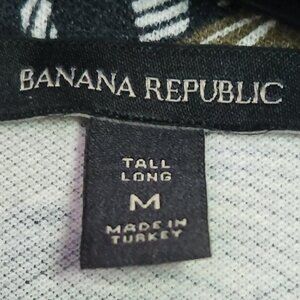 BANANA REPUBLIC
TALL
LONG
M
MADE IN
TURKEY